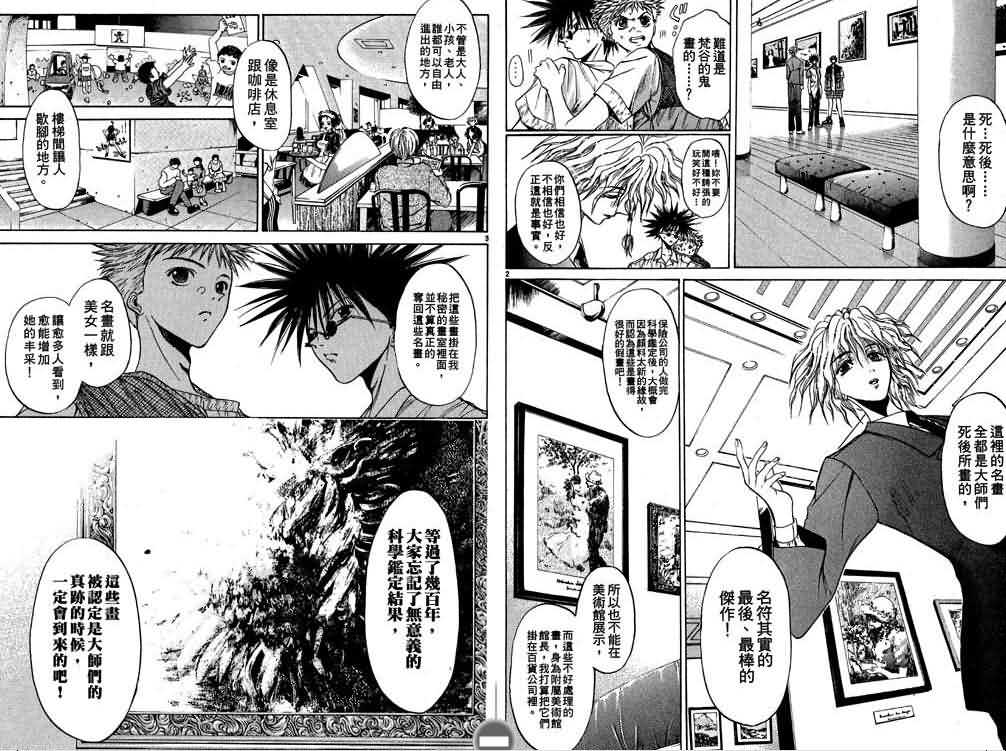 死…死後……
是什麼意思啊?
難道是
梵谷的鬼
畫的……?
……
喂!妳不要
開這種誇張的
玩笑好不好!…
你們相信也好,
不相信也好,反
正這就是事實。
2
這裡的名畫
全都是大師們
死後所畫的,
名符其實的
最後、最棒的
傑作!
保險公司的人做完
科學鑑定後,大概會
因為顏料太新的緣故,
而認為這些是畫得
很好的假畫吧!
所以也不能在
美術館展示,
而這些不好處理的
畫,身為附屬美術館
館長,我打算把它們
掛在百貨公司裡。
不管是大人、
小孩、老人,
誰都可以自由
進出的地方
像是休息室
跟咖啡店,
樓梯間讓人
歇腳的地方。
3
把這些畫掛在我
秘密的畫室裡面,
並不算真正的
奪回這些名畫。
名畫就跟
美女一樣,
讓愈多人看到,
愈能增加
她的丰采!
等過了幾百年,
大家忘記了無意義的
科學鑑定結果,
這些畫
被認定是大師們的
真跡的時候,
一定會到來的吧!